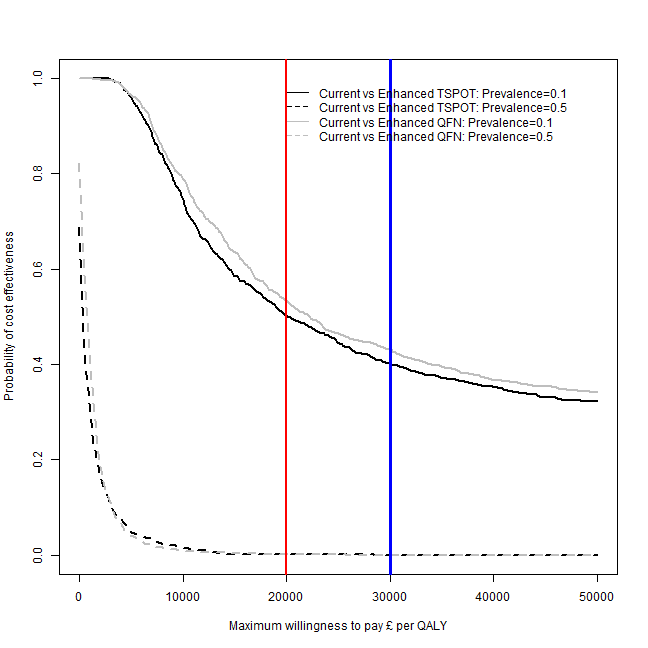 Current vs Enhanced TSPOT: Prevalence=0.1
Current vs Enhanced TSPOT: Prevalence=0.5
Current vs Enhanced QFN: Prevalence=0.1
Current vs Enhanced QFN: Prevalence=0.5
Probability of cost effectiveness
1.0
0.8
0.6
0.4
0.2
0.0
0 10000 20000 30000 40000 50000
Maximum willingness to pay £ per QALY